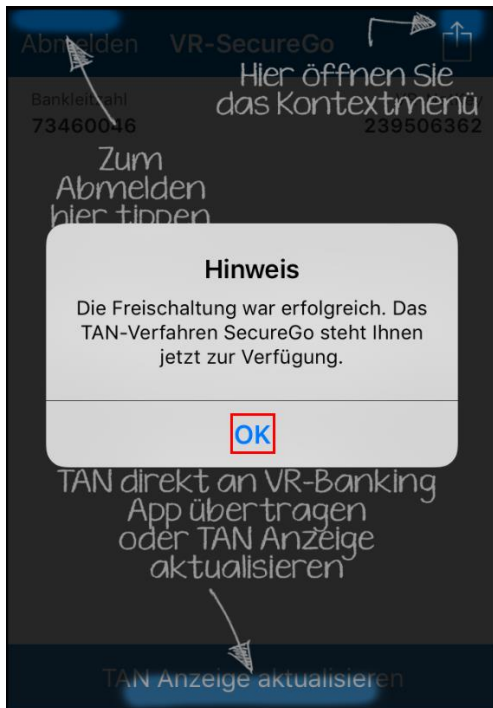 Abmelden VR-SecureGo
Hier öffnen Sie
das Kontextmenü
Bankleitzahl
73460046 239506362
Zum
Abmelden
hier tippen
Hinweis
Die Freischaltung war erfolgreich. Das
TAN-Verfahren SecureGo steht Ihnen
jetzt zur Verfügung.
OK
TAN direkt an VR-Banking
App übertragen
oder TAN Anzeige
aktualisieren
TAN Anzeige aktualisieren